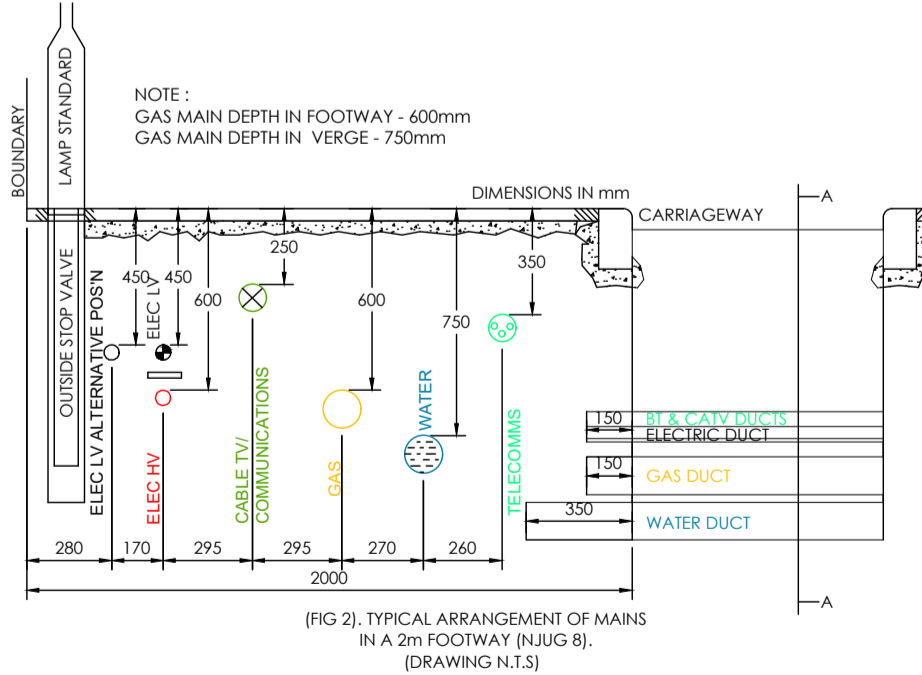 BOUNDARY
LAMP STANDARD
NOTE :
GAS MAIN DEPTH IN FOOTWAY - 600mm
GAS MAIN DEPTH IN VERGE - 750mm
DIMENSIONS IN mm
A
CARRIAGEWAY
OUTSIDE STOP VALVE
ELEC LV ALTERNATIVE POS'N
450
ELEC LV
450
600
250
600
750
350
ELEC HV
CABLE TV/
COMMUNICATIONS
GAS
WATER
TELECOMMS
150
BT & CATV DUCTS
ELECTRIC DUCT
150
GAS DUCT
350
WATER DUCT
280
170
295
295
270
260
2000
A
(FIG 2). TYPICAL ARRANGEMENT OF MAINS
IN A 2m FOOTWAY (NJUG 8).
(DRAWING N.T.S)